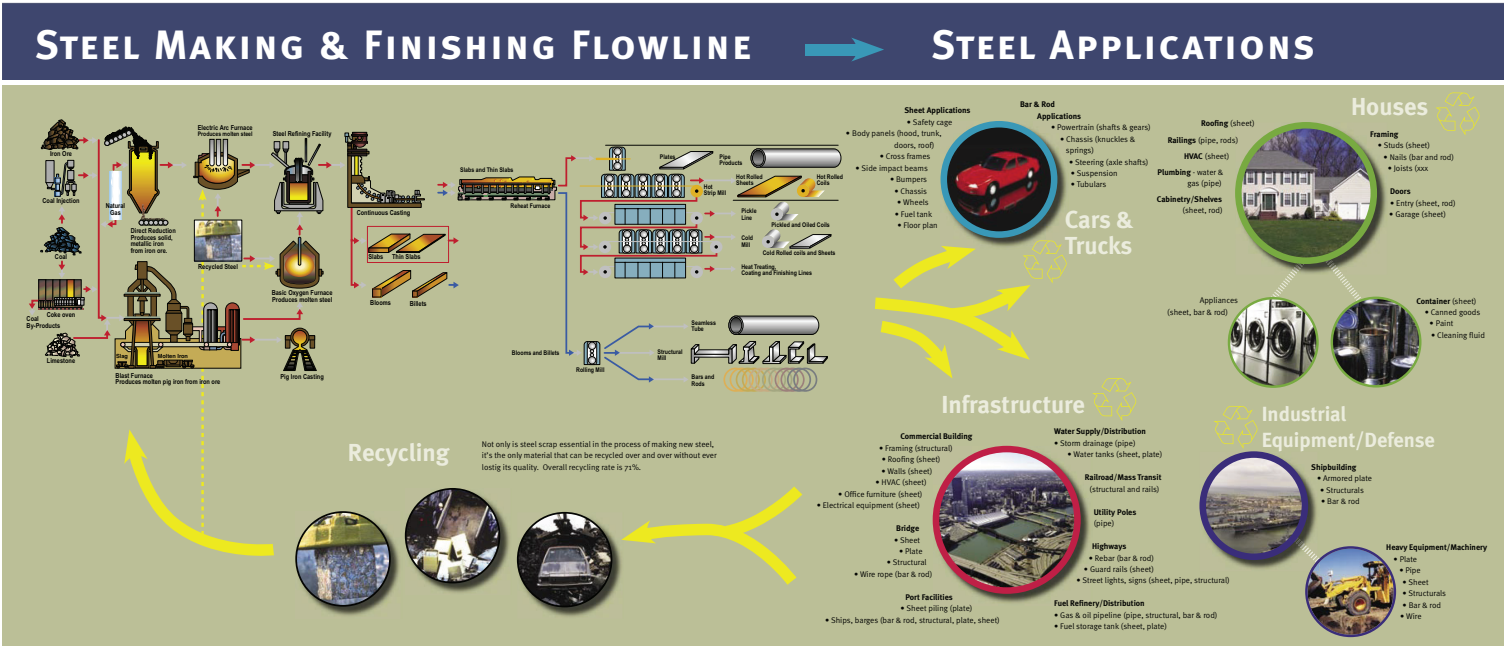 STEEL MAKING & FINISHING FLOWLINE
STEEL APPLICATIONS
Iron Ore
Coal Injection
Coal
Coke oven
Coal
By-Products
Limestone
Natural
Gas
Direct Reduction
Produces solid,
metallic iron
from iron ore.
Electric Arc Furnace
Produces molten steel
Recycled Steel
Steel Refining Facility
Basic Oxygen Furnace
Produces molten steel
Slag
Molten Iron
Blast Furnace
Produces molten pig iron from iron ore
Pig Iron Casting
Continuous Casting
Slabs
Thin Slabs
Blooms
Billets
Slabs and Thin Slabs
Reheat Furnace
Plates
Pipe
Products
Hot Rolled
Sheets
Hot Rolled
Coils
Hot
Strip Mill
Pickle
Line
Pickled and Oiled Coils
Cold
Mill
Cold Rolled coils and Sheets
Heat Treating,
Coating and Finishing Lines
Blooms and Billets
Rolling Mill
Seamless
Tube
Structural
Mill
Bars and
Rods
Sheet Applications
• Safety cage
• Body panels (hood, trunk,
doors, roof)
• Cross frames
• Side impact beams
• Bumpers
• Chassis
• Wheels
• Fuel tank
• Floor plan
Bar & Rod
Applications
• Powertrain (shafts & gears)
• Chassis (knuckles &
springs)
• Steering (axle shafts)
• Suspension
• Tubulars
Cars &
Trucks
Houses
Roofing (sheet)
Railings (pipe, rods)
HVAC (sheet)
Plumbing - water &
gas (pipe)
Cabinetry/Shelves
(sheet, rod)
Framing
• Studs (sheet)
• Nails (bar and rod)
• Joists (xxx
Doors
• Entry (sheet, rod)
• Garage (sheet)
Appliances
(sheet, bar & rod)
Container (sheet)
• Canned goods
• Paint
• Cleaning fluid
Infrastructure
Commercial Building
• Framing (structural)
• Roofing (sheet)
• Walls (sheet)
• HVAC (sheet)
• Office furniture (sheet)
• Electrical equipment (sheet)
Bridge
• Sheet
• Plate
• Structural
• Wire rope (bar & rod)
Port Facilities
• Sheet piling (plate)
• Ships, barges (bar & rod, structural, plate, sheet)
Water Supply/Distribution
• Storm drainage (pipe)
• Water tanks (sheet, plate)
Railroad/Mass Transit
(structural and rails)
Utility Poles
(pipe)
Highways
• Rebar (bar & rod)
• Guard rails (sheet)
• Street lights, signs (sheet, pipe, structural)
Fuel Refinery/Distribution
• Gas & oil pipeline (pipe, structural, bar & rod)
• Fuel storage tank (sheet, plate)
Industrial
Equipment/Defense
Shipbuilding
• Armored plate
• Structurals
• Bar & rod
Heavy Equipment/Machinery
• Plate
• Pipe
• Sheet
• Structurals
• Bar & rod
• Wire
Recycling
Not only is steel scrap essential in the process of making new steel,
it's the only material that can be recycled over and over without ever
lostig its quality. Overall recycling rate is 71%.